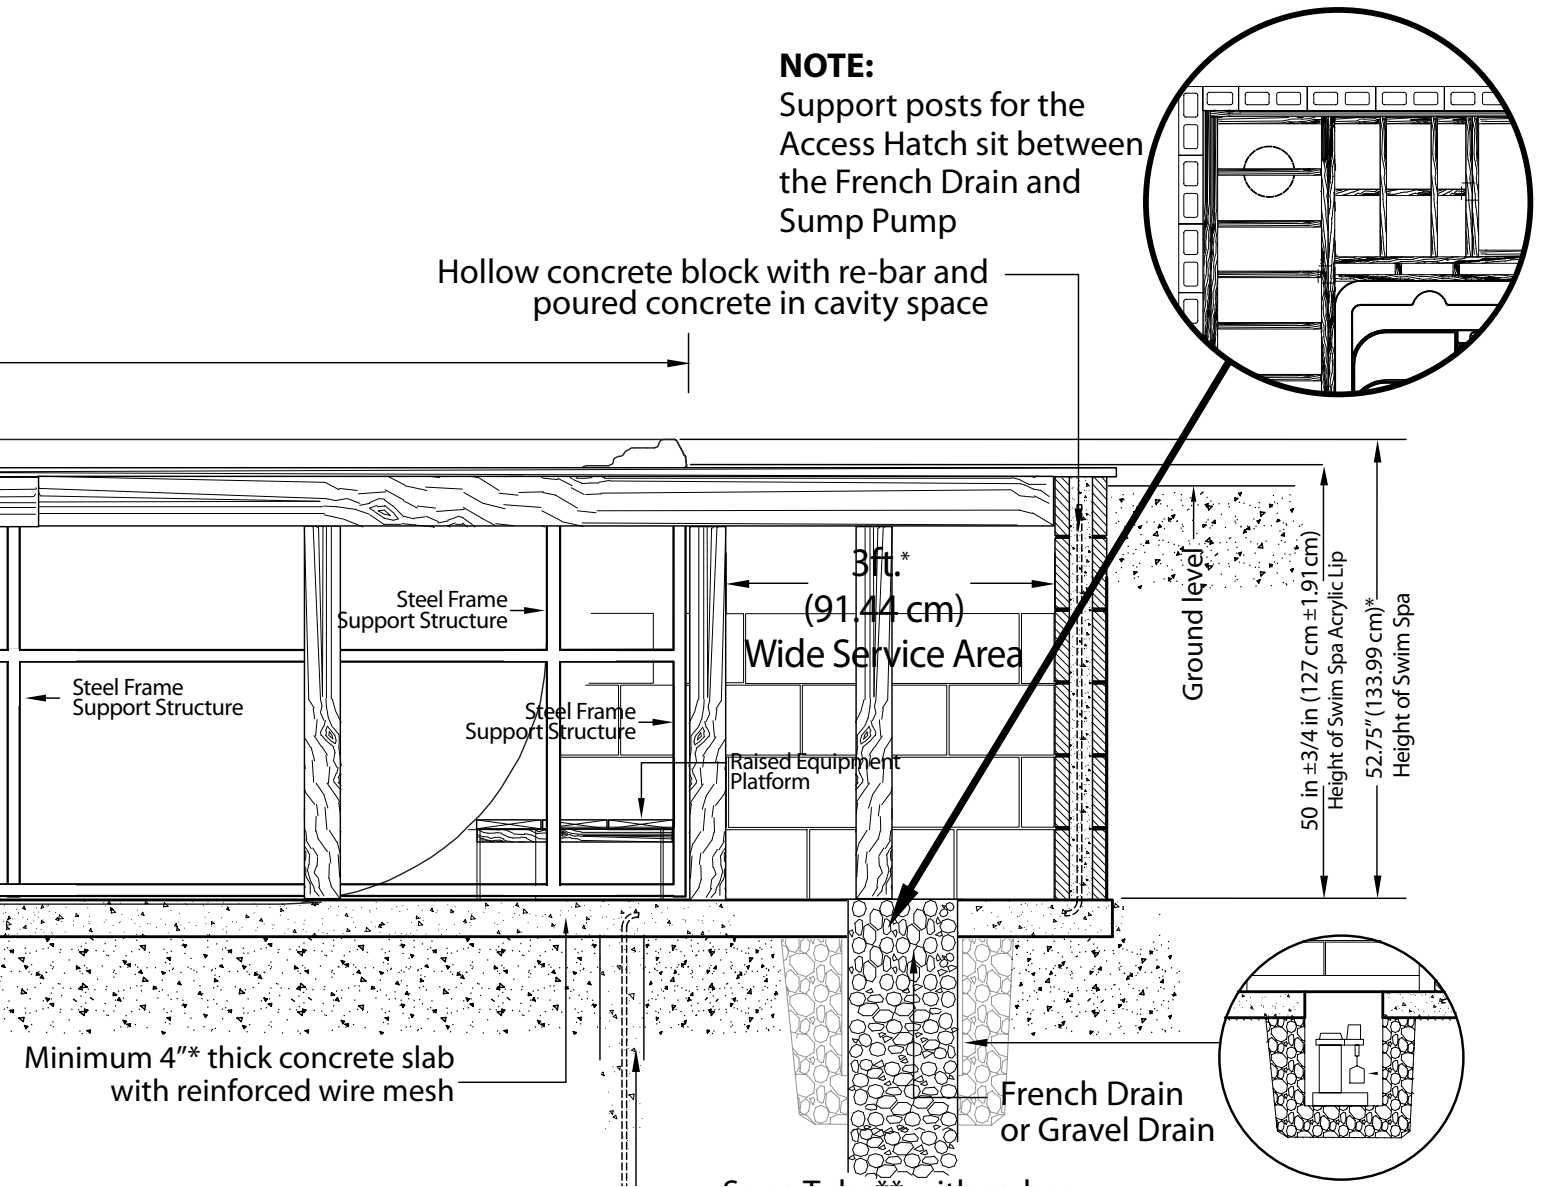 NOTE:
Support posts for the
Access Hatch sit between
the French Drain and
Sump Pump
Hollow concrete block with re-bar and
poured concrete in cavity space
3ft.*
(91.44 cm)
Wide Service Area
Steel Frame
Support Structure
Steel Frame
Support Structure
Steel Frame
Support Structure
Raised Equipment
Platform
Ground level
50 in ±3/4 in (127 cm ±1.91cm)
Height of Swim Spa Acrylic Lip
52.75” (133.99 cm)*
Height of Swim Spa
Minimum 4”* thick concrete slab
with reinforced wire mesh
French Drain
or Gravel Drain